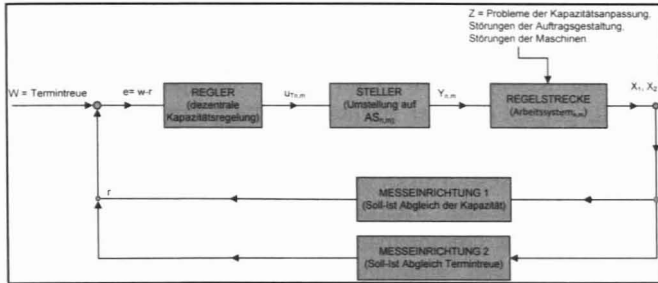 Z = Probleme der Kapazitätsanpassung,
Störungen der Auftragsgestaltung,
Störungen der Maschinen
W = Termintreue
e= w-r
REGLER
(dezentrale
Kapazitätsregelung)
STELLER
(Umstellung auf
REGELSTRECKE
X₁, X₂
r
MESSEINRICHTUNG 1
(Soll-Ist Abgleich der Kapazität)
MESSEINRICHTUNG 2
(Soll-Ist Abgleich Termintreue)